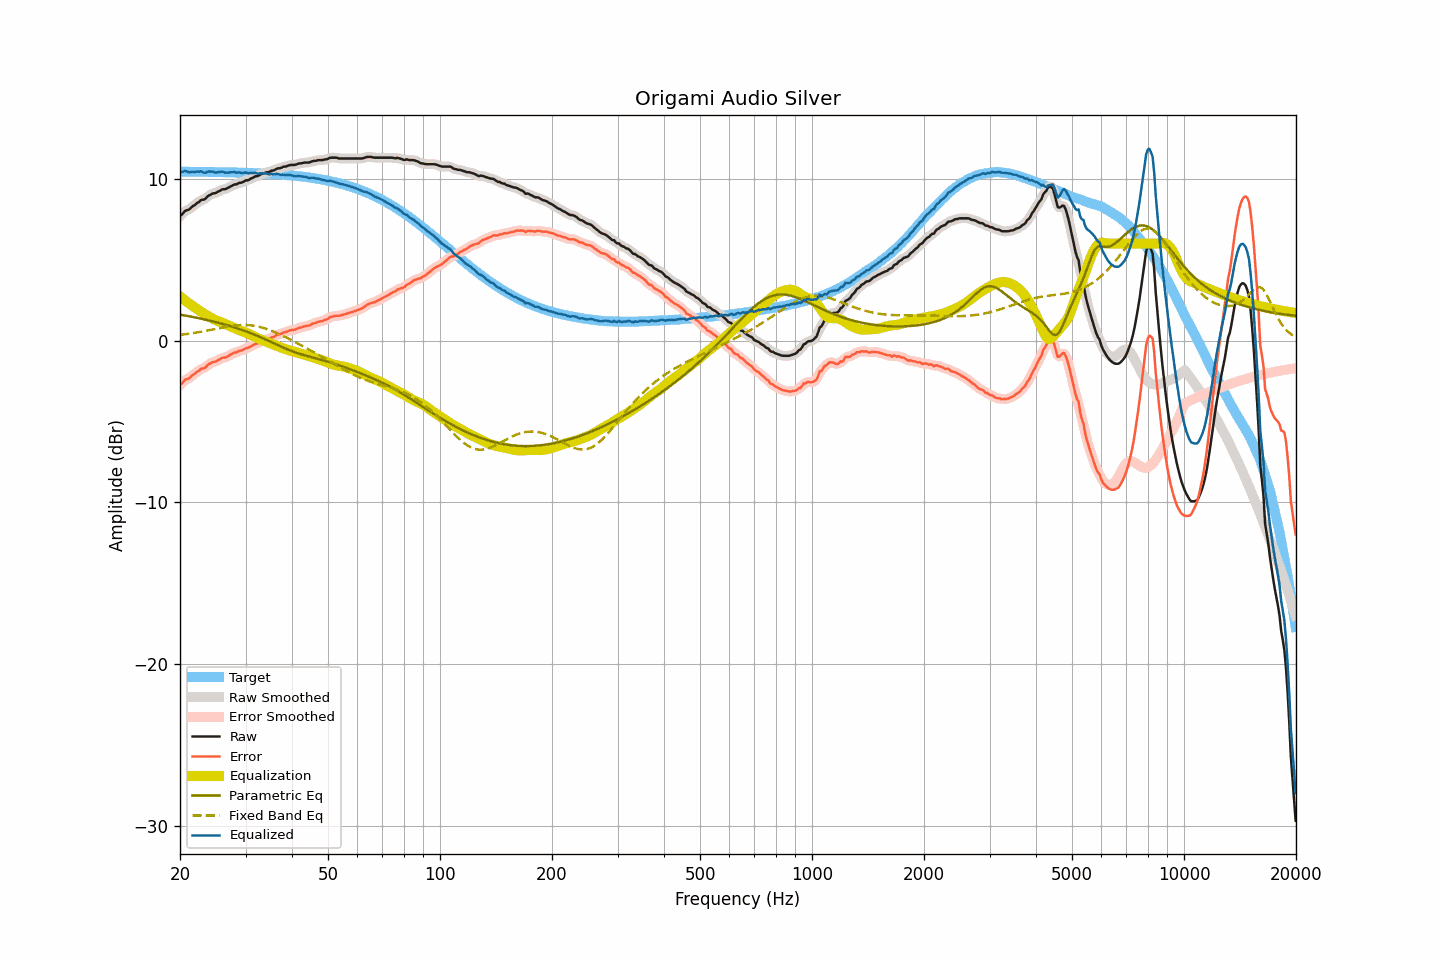 Origami Audio Silver
Amplitude (dBr)
10
0
−10
−20
−30
Target
Raw Smoothed
Error Smoothed
Raw
Error
Equalization
Parametric Eq
Fixed Band Eq
Equalized
20 50 100 200 500 1000 2000 5000 10000 20000
Frequency (Hz)